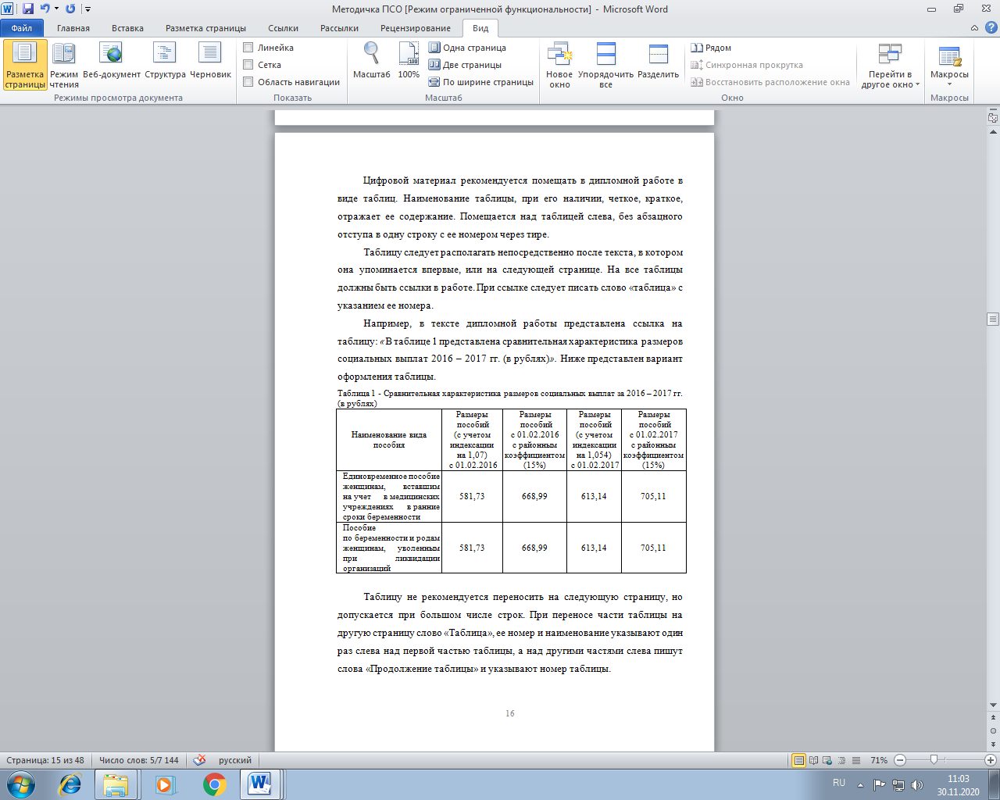 Методичка ПСО [Режим ограниченной функциональности] - Microsoft Word
Файл Главная Вставка Разметка страницы Ссылки Рассылки Рецензирование Вид
Разметка страницы
Режим чтения
Веб-документ
Структура
Черновик
Режимы просмотра документа
Линейка
Сетка
Область навигации
Показать
Масштаб
100
100%
Одна страница
Две страницы
По ширине страницы
Масштаб
Новое окно
Упорядочить все
Разделить
Рядом
Синхронная прокрутка
Восстановить расположение окна
Перейти в другое окно
Окно
Макросы
Макросы
Цифровой материал рекомендуется помещать в дипломной работе в
виде таблиц. Наименование таблицы, при его наличии, четкое, краткое,
отражает ее содержание. Помещается над таблицей слева, без абзацного
отступа в одну строку с ее номером через тире.
Таблицу следует располагать непосредственно после текста, в котором
она упоминается впервые, или на следующей странице. На все таблицы
должны быть ссылки в работе. При ссылке следует писать слово «таблица» с
указанием ее номера.
Например, в тексте дипломной работы представлена ссылка на
таблицу: «В таблице 1 представлена сравнительная характеристика размеров
социальных выплат 2016 – 2017 гг. (в рублях)». Ниже представлен вариант
оформления таблицы.
Таблица 1 - Сравнительная характеристика размеров социальных выплат за 2016 – 2017 гг.
(в рублях)
Наименование вида
пособия
Размеры
пособий
(с учетом
индексации
на 1,07)
с 01.02.2016
Размеры
пособий
с 01.02.2016
с районным
коэффициентом
(15%)
Размеры
пособий
(с учетом
индексации
на 1,054)
с 01.02.2017
Размеры
пособий
с 01.02.2017
с районным
коэффициентом
(15%)
Единовременное пособие
женщинам, вставшим
на учет в медицинских
учреждениях в ранние
сроки беременности
581,73 668,99 613,14 705,11
Пособие
по беременности и родам
женщинам, уволенным
при ликвидации
организаций
581,73 668,99 613,14 705,11
Таблицу не рекомендуется переносить на следующую страницу, но
допускается при большом числе строк. При переносе части таблицы на
другую страницу слово «Таблица», ее номер и наименование указывают один
раз слева над первой частью таблицы, а над другими частями слева пишут
слова «Продолжение таблицы» и указывают номер таблицы.
16
Страница: 15 из 48 Число слов: 5/7 144 русский 71%
RU 11:03
30.11.2020